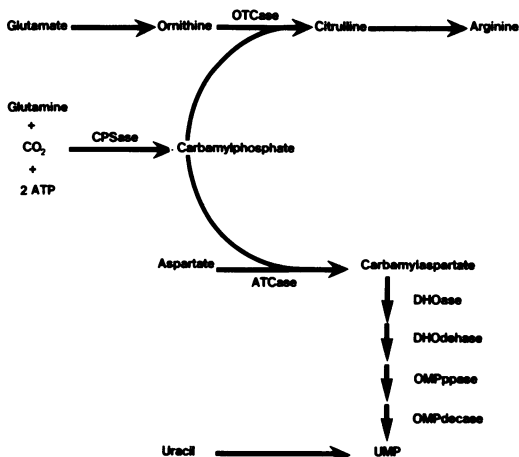 OTCase
Glutamate Ornithine Citrulline Arginine
Glutamine
+
CPSase
CO2 Carbamylphosphate
+
2 ATP
Aspartate Carbamylaspartate
ATCase
DHOase
DHOdehase
OMPppase
OMPdecase
Uracil UMP